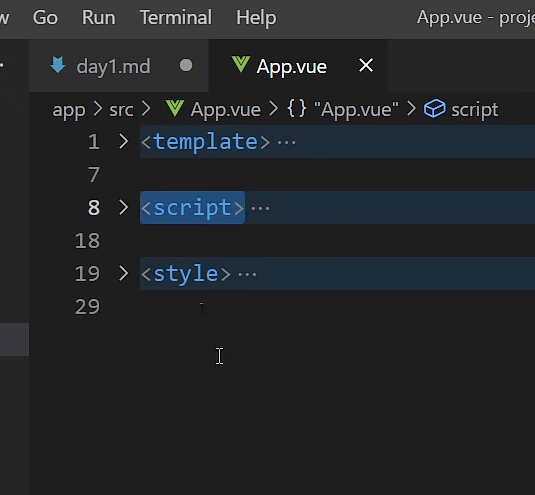 Go Run Terminal Help App.vue -
day1.md App.vue
app > src > App.vue > {} "App.vue" > script
1 > <template> ...
7
8 > <script> ...
18
19 > <style> ...
29